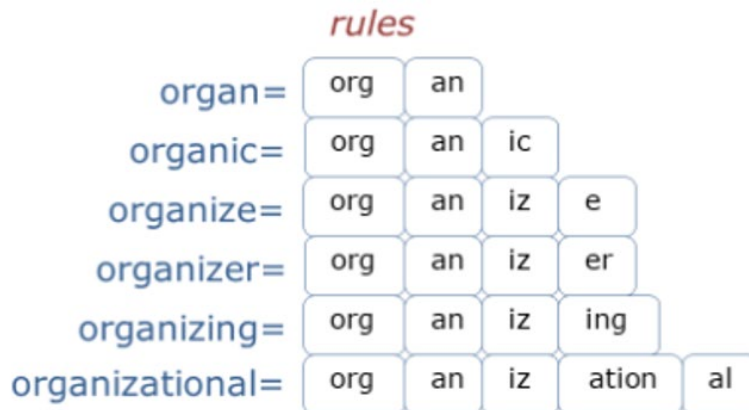 rules
organ= org an
organic= org an ic
organize= org an iz e
organizer= org an iz er
organizing= org an iz ing
organizational= org an iz ation al